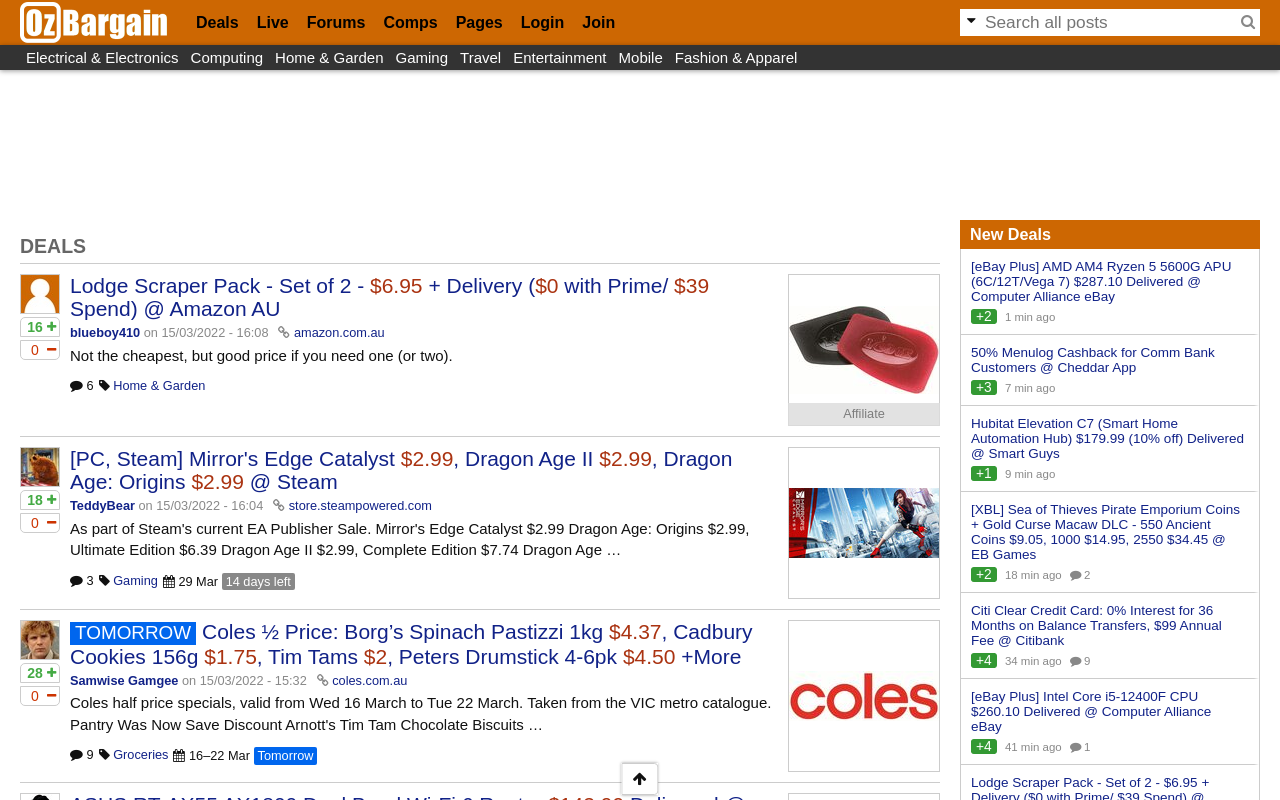 OzBargain
Deals Live Forums Comps Pages Login Join
Search all posts
Electrical & Electronics Computing Home & Garden Gaming Travel Entertainment Mobile Fashion & Apparel
DEALS
Lodge Scraper Pack - Set of 2 - $6.95 + Delivery ($0 with Prime/ $39
Spend) @ Amazon AU
16
blueboy410 on 15/03/2022 - 16:08 amazon.com.au
0
Not the cheapest, but good price if you need one (or two).
6 Home & Garden
Affiliate
[PC, Steam] Mirror's Edge Catalyst $2.99, Dragon Age II $2.99, Dragon
Age: Origins $2.99 @ Steam
18
TeddyBear on 15/03/2022 - 16:04 store.steampowered.com
0
As part of Steam's current EA Publisher Sale. Mirror's Edge Catalyst $2.99 Dragon Age: Origins $2.99,
Ultimate Edition $6.39 Dragon Age II $2.99, Complete Edition $7.74 Dragon Age …
3 Gaming 29 Mar 14 days left
TOMORROW Coles ½ Price: Borg’s Spinach Pastizzi 1kg $4.37, Cadbury
Cookies 156g $1.75, Tim Tams $2, Peters Drumstick 4-6pk $4.50 +More
28
Samwise Gamgee on 15/03/2022 - 15:32 coles.com.au
0
Coles half price specials, valid from Wed 16 March to Tue 22 March. Taken from the VIC metro catalogue.
Pantry Was Now Save Discount Arnott's Tim Tam Chocolate Biscuits …
9 Groceries 16–22 Mar Tomorrow
coles
New Deals
[eBay Plus] AMD AM4 Ryzen 5 5600G APU
(6C/12T/Vega 7) $287.10 Delivered @
Computer Alliance eBay
+2 1 min ago
50% Menulog Cashback for Comm Bank
Customers @ Cheddar App
+3 7 min ago
Hubitat Elevation C7 (Smart Home
Automation Hub) $179.99 (10% off) Delivered
@ Smart Guys
+1 9 min ago
[XBL] Sea of Thieves Pirate Emporium Coins
+ Gold Curse Macaw DLC - 550 Ancient
Coins $9.05, 1000 $14.95, 2550 $34.45 @
EB Games
+2 18 min ago 2
Citi Clear Credit Card: 0% Interest for 36
Months on Balance Transfers, $99 Annual
Fee @ Citibank
+4 34 min ago 9
[eBay Plus] Intel Core i5-12400F CPU
$260.10 Delivered @ Computer Alliance
eBay
+4 41 min ago 1
Lodge Scraper Pack - Set of 2 - $6.95 +
Delivery ($0 with Prime/ $39 Spend) @